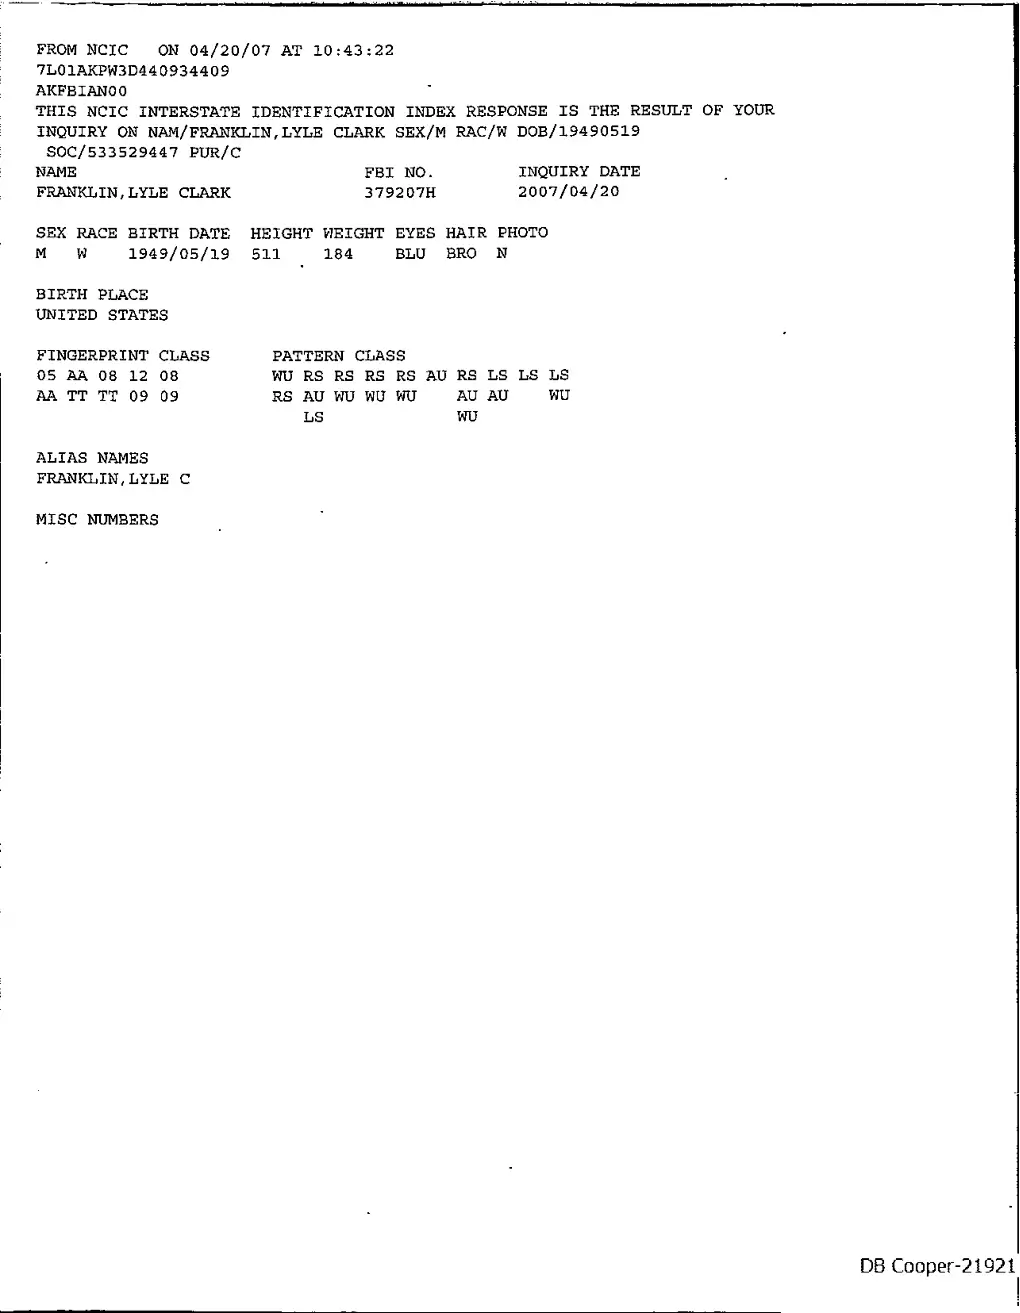 FROM NCIC ON 04/20/07 AT 10:43:22
7L01AKPW3D440934409
AKFBIAN00
THIS NCIC INTERSTATE IDENTIFICATION INDEX RESPONSE IS THE RESULT OF YOUR
INQUIRY ON NAM/FRANKLIN,LYLE CLARK SEX/M RAC/W DOB/19490519
SOC/533529447 PUR/C
NAME FBI NO. INQUIRY DATE
FRANKLIN,LYLE CLARK 379207H 2007/04/20
SEX RACE BIRTH DATE HEIGHT WEIGHT EYES HAIR PHOTO
M W 1949/05/19 511 184 BLU BRO N
BIRTH PLACE
UNITED STATES
FINGERPRINT CLASS PATTERN CLASS
05 AA 08 12 08 WU RS RS RS RS AU RS LS LS LS
AA TT TT 09 09 RS AU WU WU WU AU AU WU
LS WU
ALIAS NAMES
FRANKLIN,LYLE C
MISC NUMBERS
DB Cooper-21921